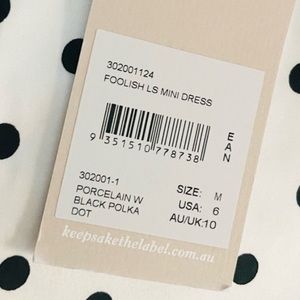 302001124
FOOLISH LS MINI DRESS
9 351510 778738
EAN
302001-1
PORCELAIN W
BLACK POLKA
DOT
SIZE: M
USA: 6
AU/UK: 10
keepsakethelabel.com.au